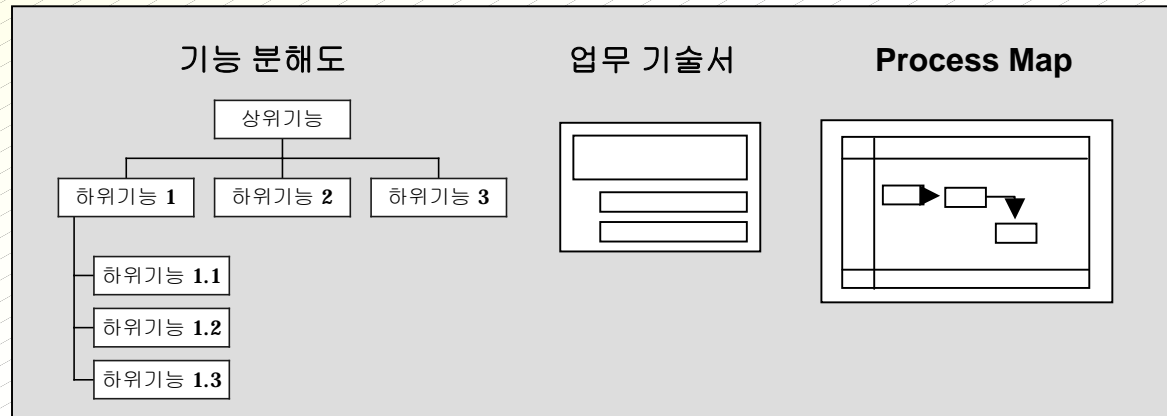 기능 분해도
업무 기술서
Process Map
상위기능
하위기능 1
하위기능 2
하위기능 3
하위기능 1.1
하위기능 1.2
하위기능 1.3